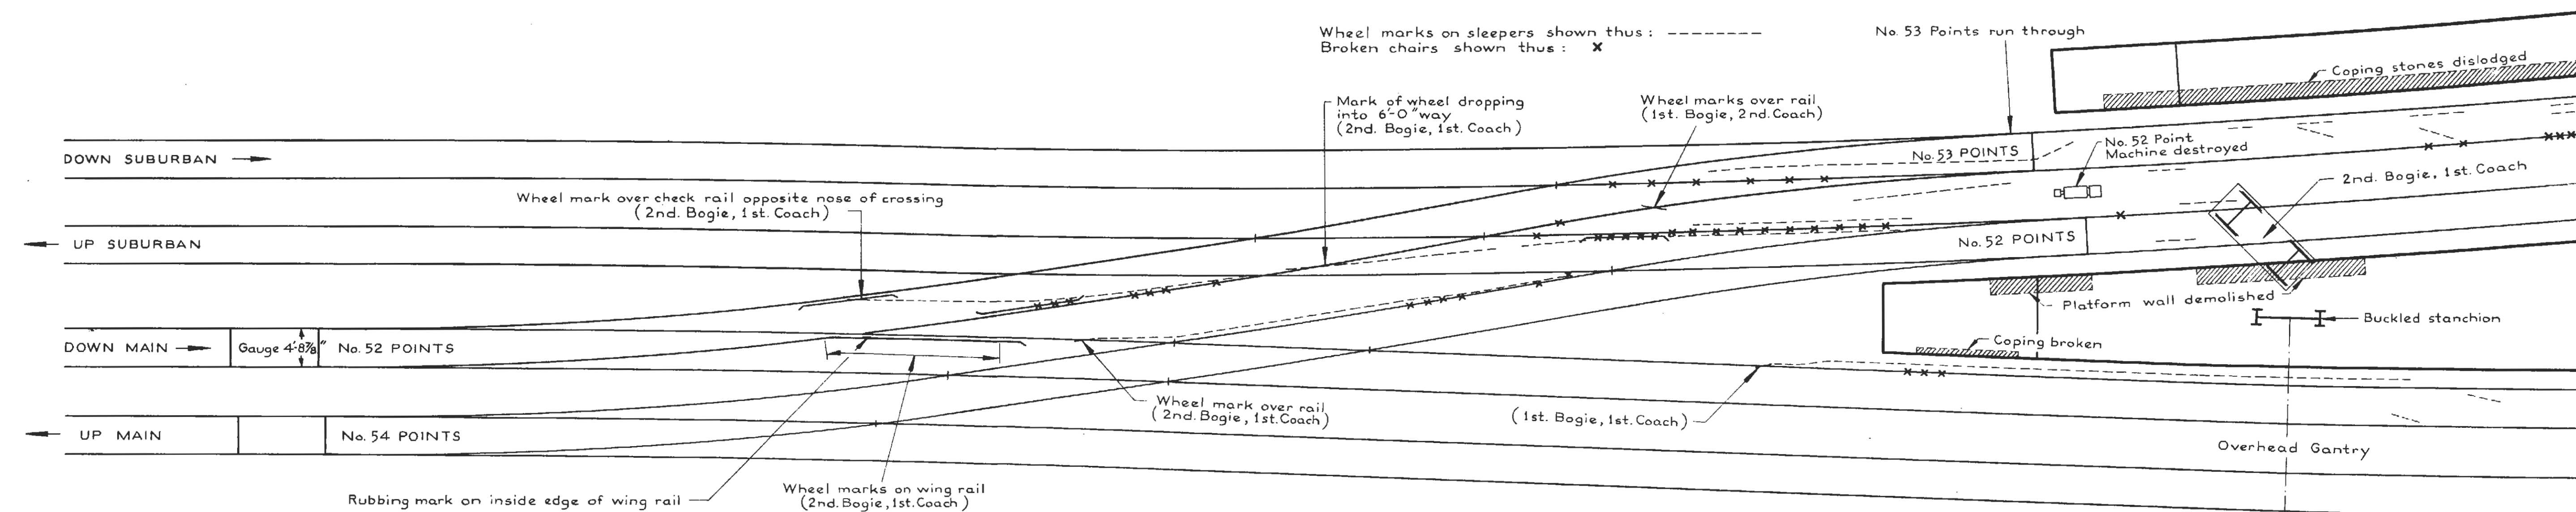 Wheel marks on sleepers shown thus:
Broken chairs shown thus: x
No. 53 Points run through
Coping stones dislodged
Mark of wheel dropping
into 6'-0" way
(2nd. Bogie, 1st. Coach)
Wheel marks over rail
(1st. Bogie, 2nd. Coach)
DOWN SUBURBAN
No. 53 POINTS
No. 52 Point
Machine destroyed
2nd. Bogie, 1st. Coach
Wheel mark over check rail opposite nose of crossing
(2nd. Bogie, 1st. Coach)
UP SUBURBAN
No. 52 POINTS
Platform wall demolished
Buckled stanchion
DOWN MAIN
Gauge 4'-8⅞"
No. 52 POINTS
Coping broken
Wheel mark over rail
(2nd. Bogie, 1st. Coach)
(1st. Bogie, 1st. Coach)
UP MAIN
No. 54 POINTS
Overhead Gantry
Rubbing mark on inside edge of wing rail
Wheel marks on wing rail
(2nd. Bogie, 1st. Coach)